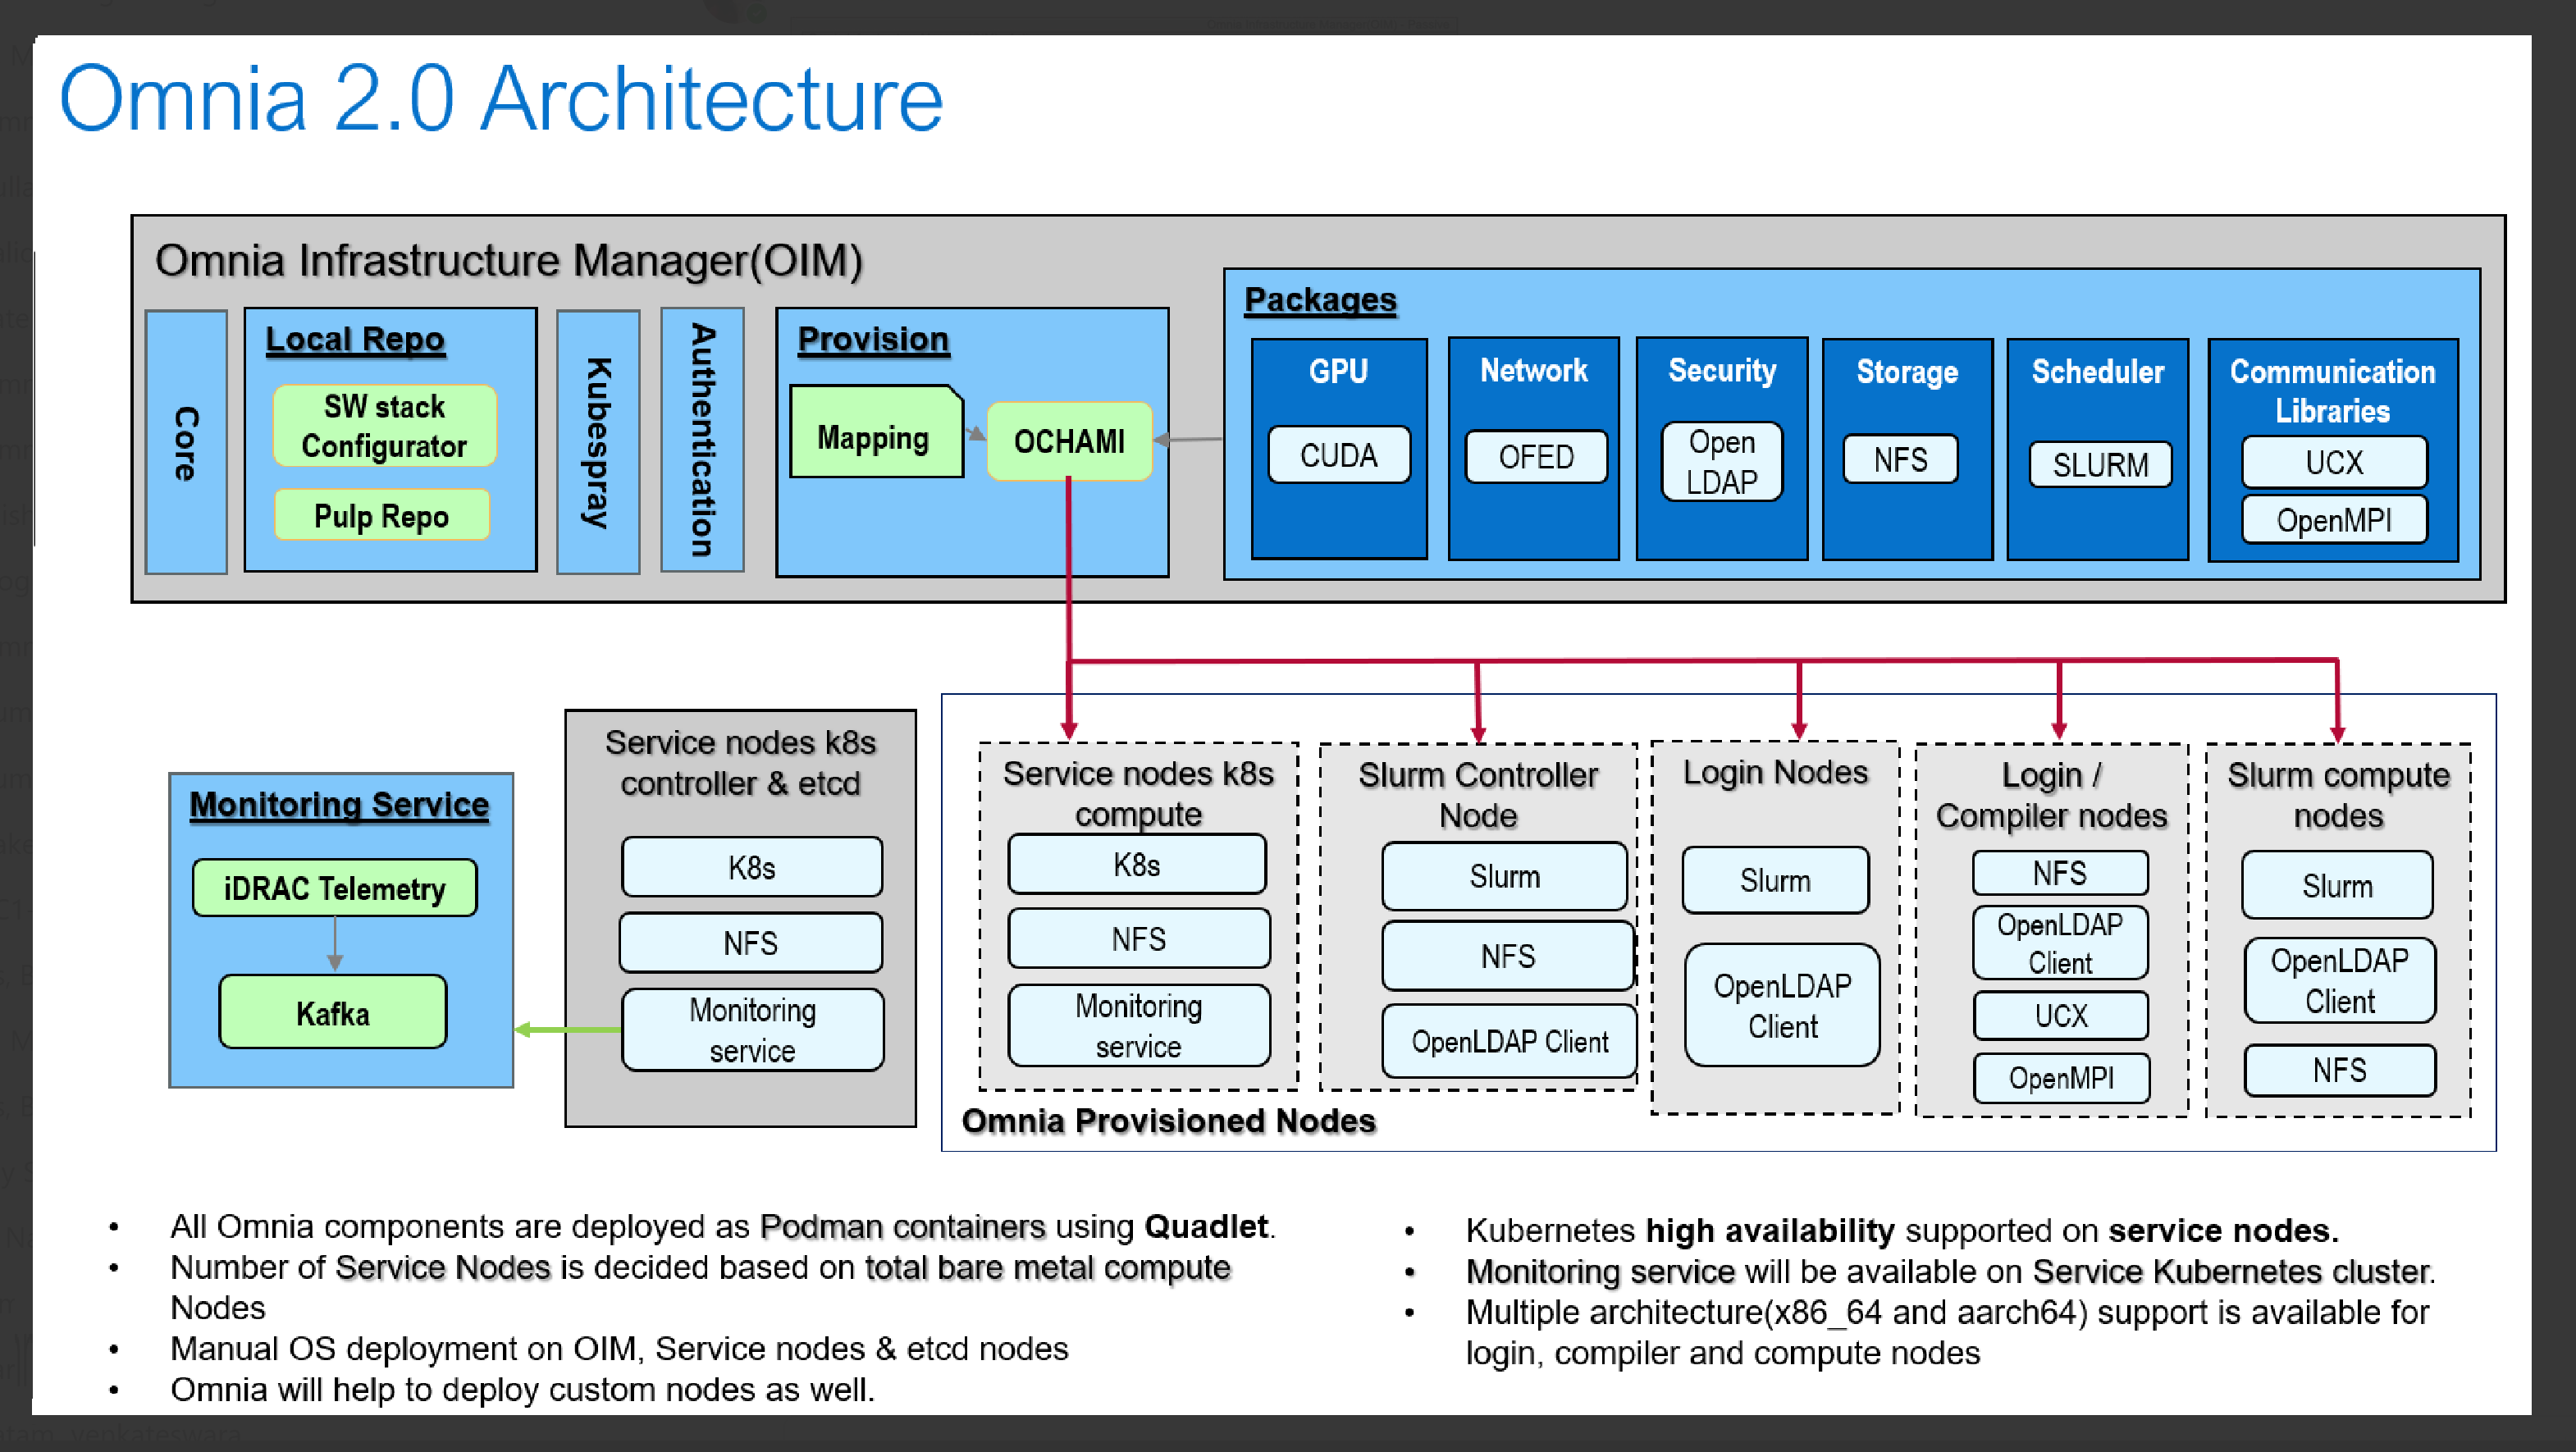 Omnia 2.0 Architecture
Omnia Infrastructure Manager(OIM)
Core
Local Repo
SW stack
Configurator
Pulp Repo
Kubespray
Authentication
Provision
Mapping
OCHAMI
Packages
GPU
CUDA
Network
OFED
Security
Open
LDAP
Storage
NFS
Scheduler
SLURM
Communication
Libraries
UCX
OpenMPI
Monitoring Service
iDRAC Telemetry
Kafka
Service nodes k8s
controller & etcd
K8s
NFS
Monitoring
service
Service nodes k8s
compute
K8s
NFS
Monitoring
service
Slurm Controller
Node
Slurm
NFS
OpenLDAP Client
Login Nodes
Slurm
OpenLDAP
Client
Login /
Compiler nodes
NFS
OpenLDAP
Client
UCX
OpenMPI
Slurm compute
nodes
Slurm
OpenLDAP
Client
NFS
Omnia Provisioned Nodes
• All Omnia components are deployed as Podman containers using Quadlet.
• Number of Service Nodes is decided based on total bare metal compute
Nodes
• Manual OS deployment on OIM, Service nodes & etcd nodes
• Omnia will help to deploy custom nodes as well.
• Kubernetes high availability supported on service nodes.
• Monitoring service will be available on Service Kubernetes cluster.
• Multiple architecture(x86_64 and aarch64) support is available for
login, compiler and compute nodes